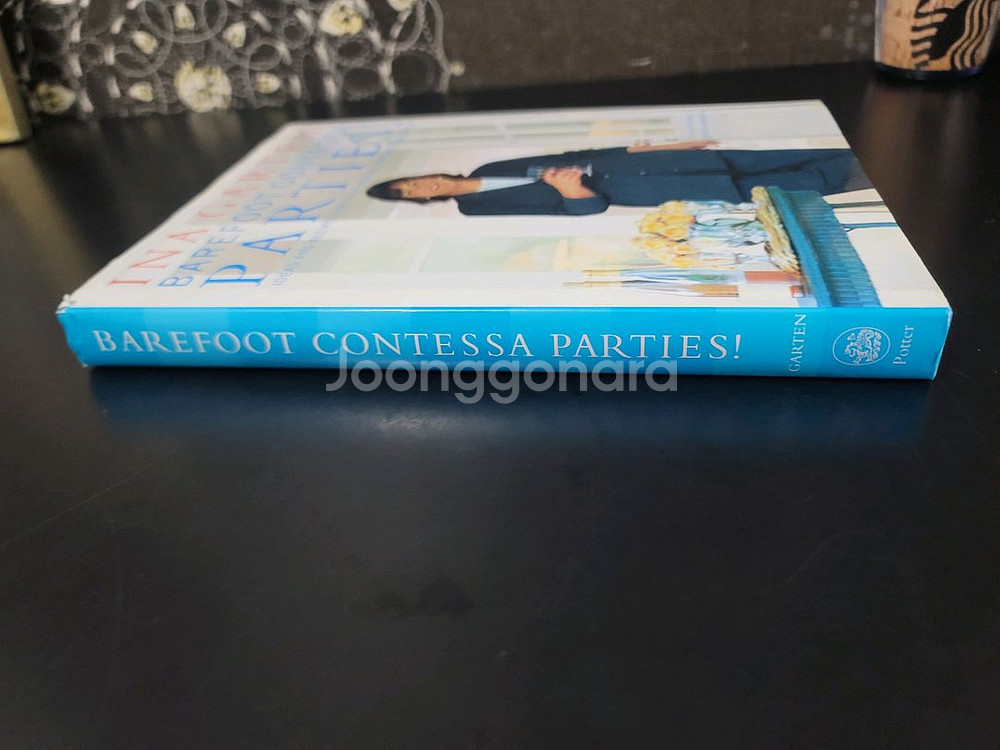 INA GARTEN
BAREFOOT CONTESSA
PARTIES!
BAREFOOT CONTESSA PARTIES!
GARTEN
Potter
Joonggonara